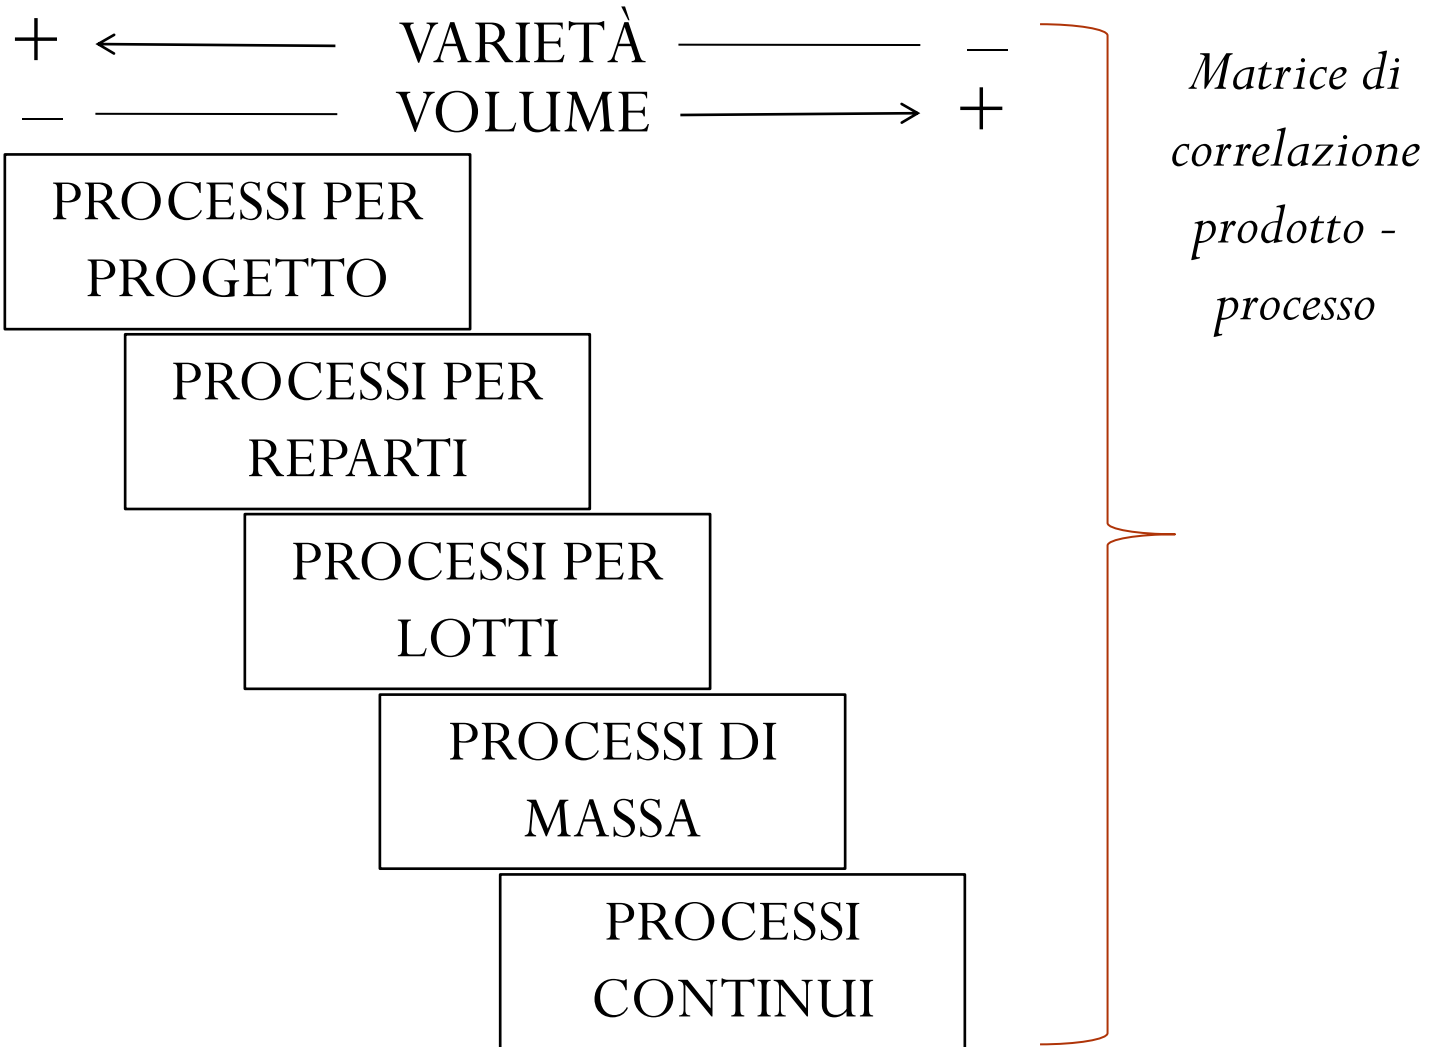 + VARIETÀ –
– VOLUME +
PROCESSI PER
PROGETTO
PROCESSI PER
REPARTI
PROCESSI PER
LOTTI
PROCESSI DI
MASSA
PROCESSI
CONTINUI
Matrice di
correlazione
prodotto -
processo